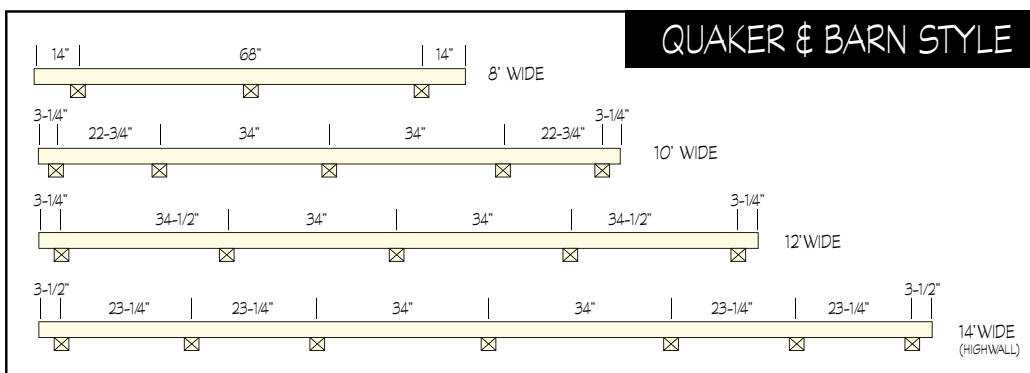 QUAKER & BARN STYLE
14" 68" 14"
8' WIDE
3-1/4" 3-1/4"
22-3/4" 34" 34" 22-3/4"
10' WIDE
3-1/4" 3-1/4"
34-1/2" 34" 34" 34-1/2"
12' WIDE
3-1/2" 3-1/2"
23-1/4" 23-1/4" 34" 34" 23-1/4" 23-1/4"
14' WIDE
(HIGHWALL)